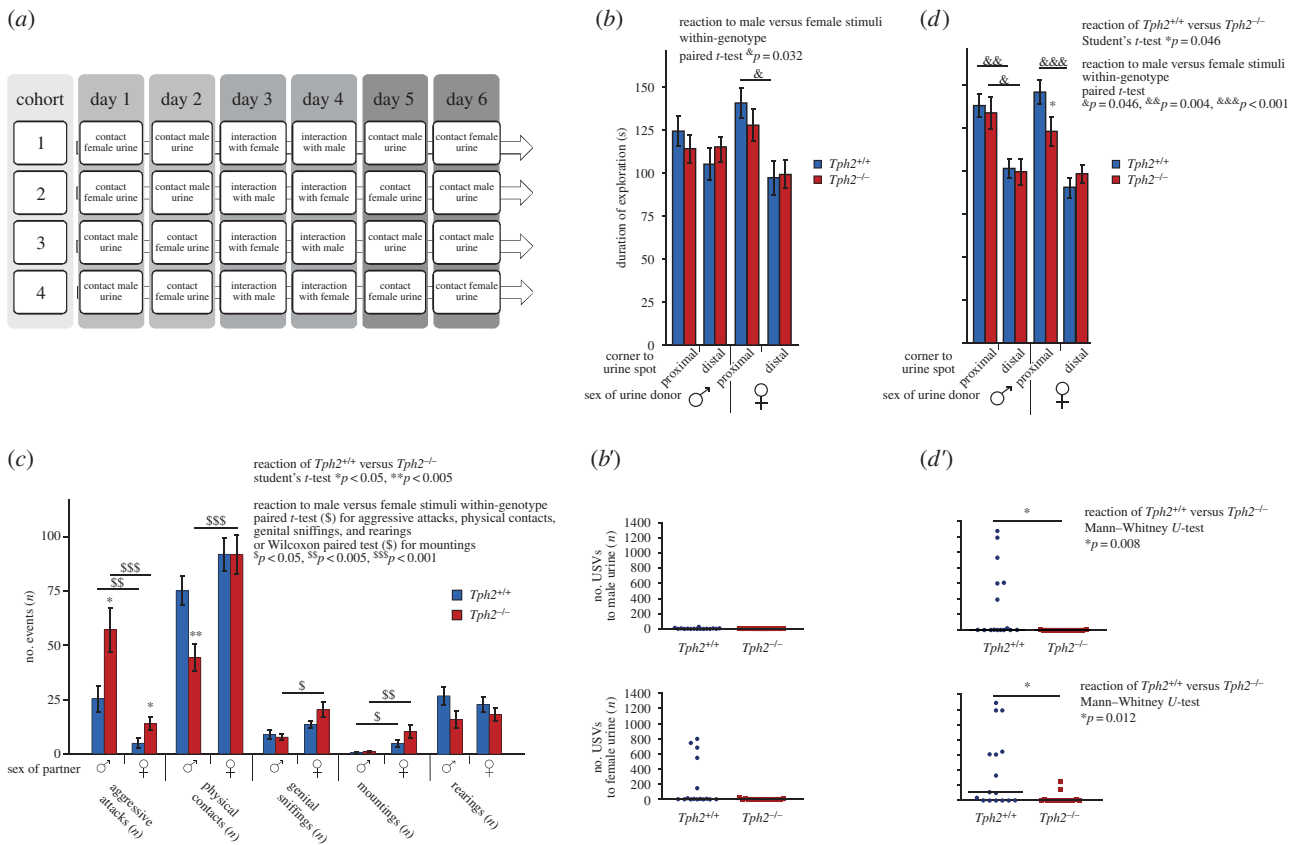 (a)
cohort day 1 day 2 day 3 day 4 day 5 day 6
1
contact female urine
contact male urine
interaction with female
interaction with male
contact male urine
contact female urine
2
contact female urine
contact male urine
interaction with male
interaction with female
contact female urine
contact male urine
3
contact male urine
contact female urine
interaction with female
interaction with male
contact male urine
contact male urine
4
contact male urine
contact female urine
interaction with male
interaction with female
contact female urine
contact female urine
(b)
reaction to male versus female stimuli
within-genotype
paired t-test &p = 0.032
&
duration of exploration (s)
150
125
100
75
50
25
0
Tph2+/+
Tph2–/–
corner to
urine spot
proximal
distal
proximal
distal
sex of urine donor ♂ ♀
(d)
reaction of Tph2+/+ versus Tph2–/–
Student's t-test *p = 0.046
reaction to male versus female stimuli
within-genotype
paired t-test
&p = 0.046, &&p = 0.004, &&&p < 0.001
&&
&
&&&
*
Tph2+/+
Tph2–/–
corner to
urine spot
proximal
distal
proximal
distal
sex of urine donor ♂ ♀
(c)
reaction of Tph2+/+ versus Tph2–/–
student's t-test *p < 0.05, **p < 0.005
reaction to male versus female stimuli within-genotype
paired t-test ($) for aggressive attacks, physical contacts,
genital sniffings, and rearings
or Wilcoxon paired test ($) for mountings
$p < 0.05, $$p < 0.005, $$$p < 0.001
Tph2+/+
Tph2–/–
no. events (n)
100
75
50
25
0
$$$
$$
*
*
$$$
**
$
$$
$
sex of partner ♂ ♀ ♂ ♀ ♂ ♀ ♂ ♀ ♂ ♀
aggressive
attacks (n)
physical
contacts (n)
genital
sniffings (n)
mountings (n)
rearings (n)
(b')
no. USVs
to male urine (n)
1400
1200
1000
800
600
400
200
0
Tph2+/+ Tph2–/–
no. USVs
to female urine (n)
1400
1200
1000
800
600
400
200
0
Tph2+/+ Tph2–/–
(d')
*
reaction of Tph2+/+ versus Tph2–/–
Mann–Whitney U-test
*p = 0.008
Tph2+/+ Tph2–/–
*
reaction of Tph2+/+ versus Tph2–/–
Mann–Whitney U-test
*p = 0.012
Tph2+/+ Tph2–/–